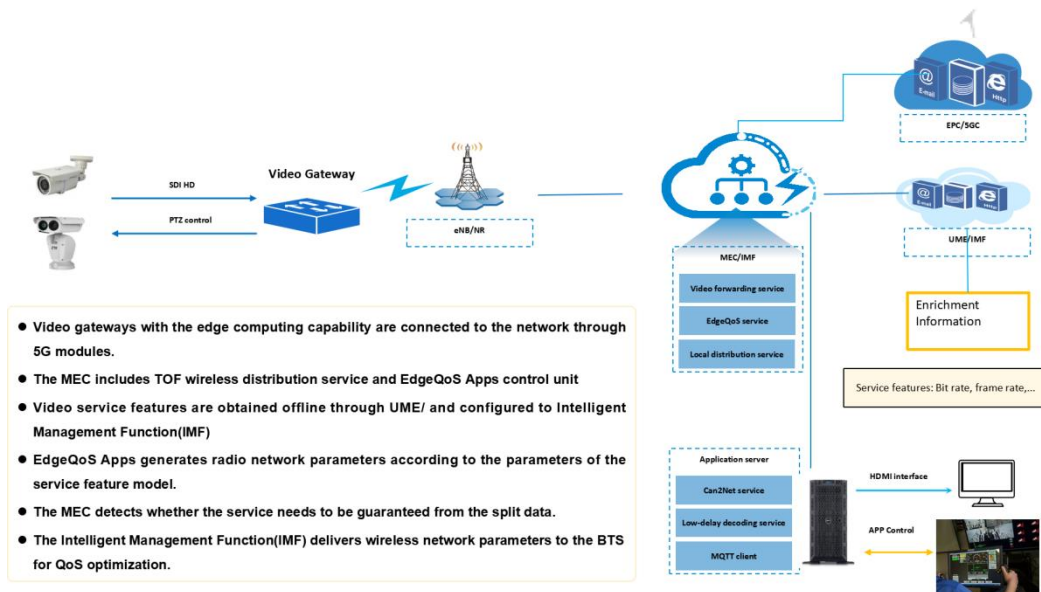 E-mail
Http
EPC/5GC
SDI HD
Video Gateway
PTZ control
eNB/NR
E-mail
Http
UME/IMF
MEC/IMF
Video forwarding service
EdgeQoS service
Local distribution service
Enrichment
Information
Service features: Bit rate, frame rate,...
● Video gateways with the edge computing capability are connected to the network through
5G modules.
● The MEC includes TOF wireless distribution service and EdgeQoS Apps control unit
● Video service features are obtained offline through UME/ and configured to Intelligent
Management Function(IMF)
● EdgeQoS Apps generates radio network parameters according to the parameters of the
service feature model.
● The MEC detects whether the service needs to be guaranteed from the split data.
● The Intelligent Management Function(IMF) delivers wireless network parameters to the BTS
for QoS optimization.
Application server
Can2Net service
Low-delay decoding service
MQTT client
HDMI interface
APP Control